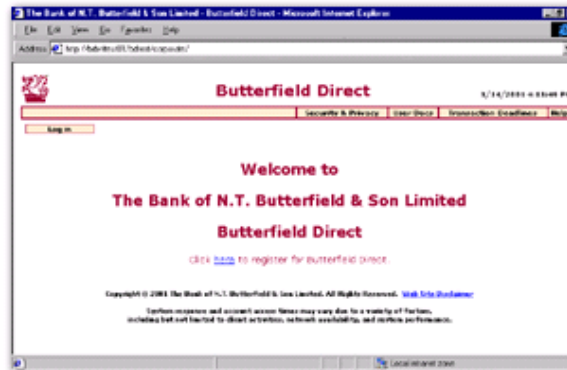 The Bank of N.T. Butterfield & Son Limited - Butterfield Direct - Microsoft Internet Explorer
File Edit View Go Favorites Help
Address
Butterfield Direct
Security & Privacy User Docs Transaction Deadlines Help
Log In
Welcome to
The Bank of N.T. Butterfield & Son Limited
Butterfield Direct
Click here to register for Butterfield Direct.
Copyright © 2001 The Bank of N.T. Butterfield & Son Limited. All Rights Reserved. Web Site Disclaimer
System response and account access times may vary due to a variety of factors,
including but not limited to client activities, network availability, and system performance.
Local intranet zone